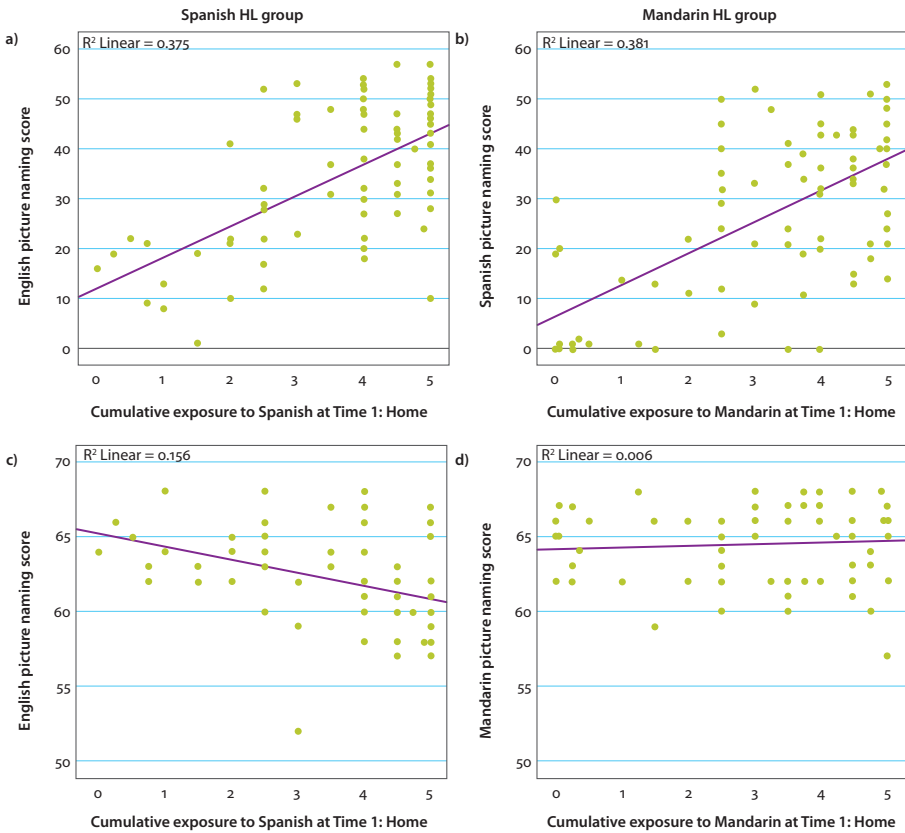 Spanish HL group
Mandarin HL group
a)
R² Linear = 0.375
60
50
40
30
20
10
0
English picture naming score
0 1 2 3 4 5
Cumulative exposure to Spanish at Time 1: Home
b)
R² Linear = 0.381
60
50
40
30
20
10
0
Spanish picture naming score
0 1 2 3 4 5
Cumulative exposure to Mandarin at Time 1: Home
c)
R² Linear = 0.156
70
65
60
55
50
English picture naming score
0 1 2 3 4 5
Cumulative exposure to Spanish at Time 1: Home
d)
R² Linear = 0.006
70
65
60
55
50
Mandarin picture naming score
0 1 2 3 4 5
Cumulative exposure to Mandarin at Time 1: Home